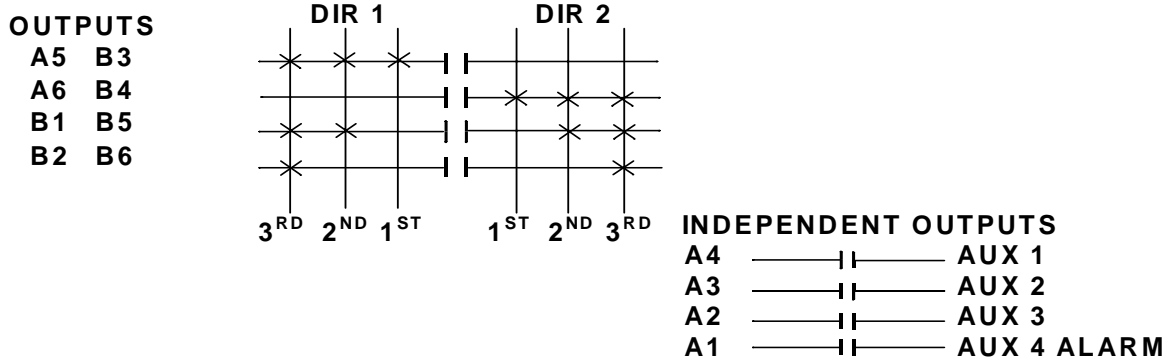 OUTPUTS
A5 B3
A6 B4
B1 B5
B2 B6
DIR 1 DIR 2
3RD 2ND 1ST 1ST 2ND 3RD
INDEPENDENT OUTPUTS
A4 AUX 1
A3 AUX 2
A2 AUX 3
A1 AUX 4 ALARM